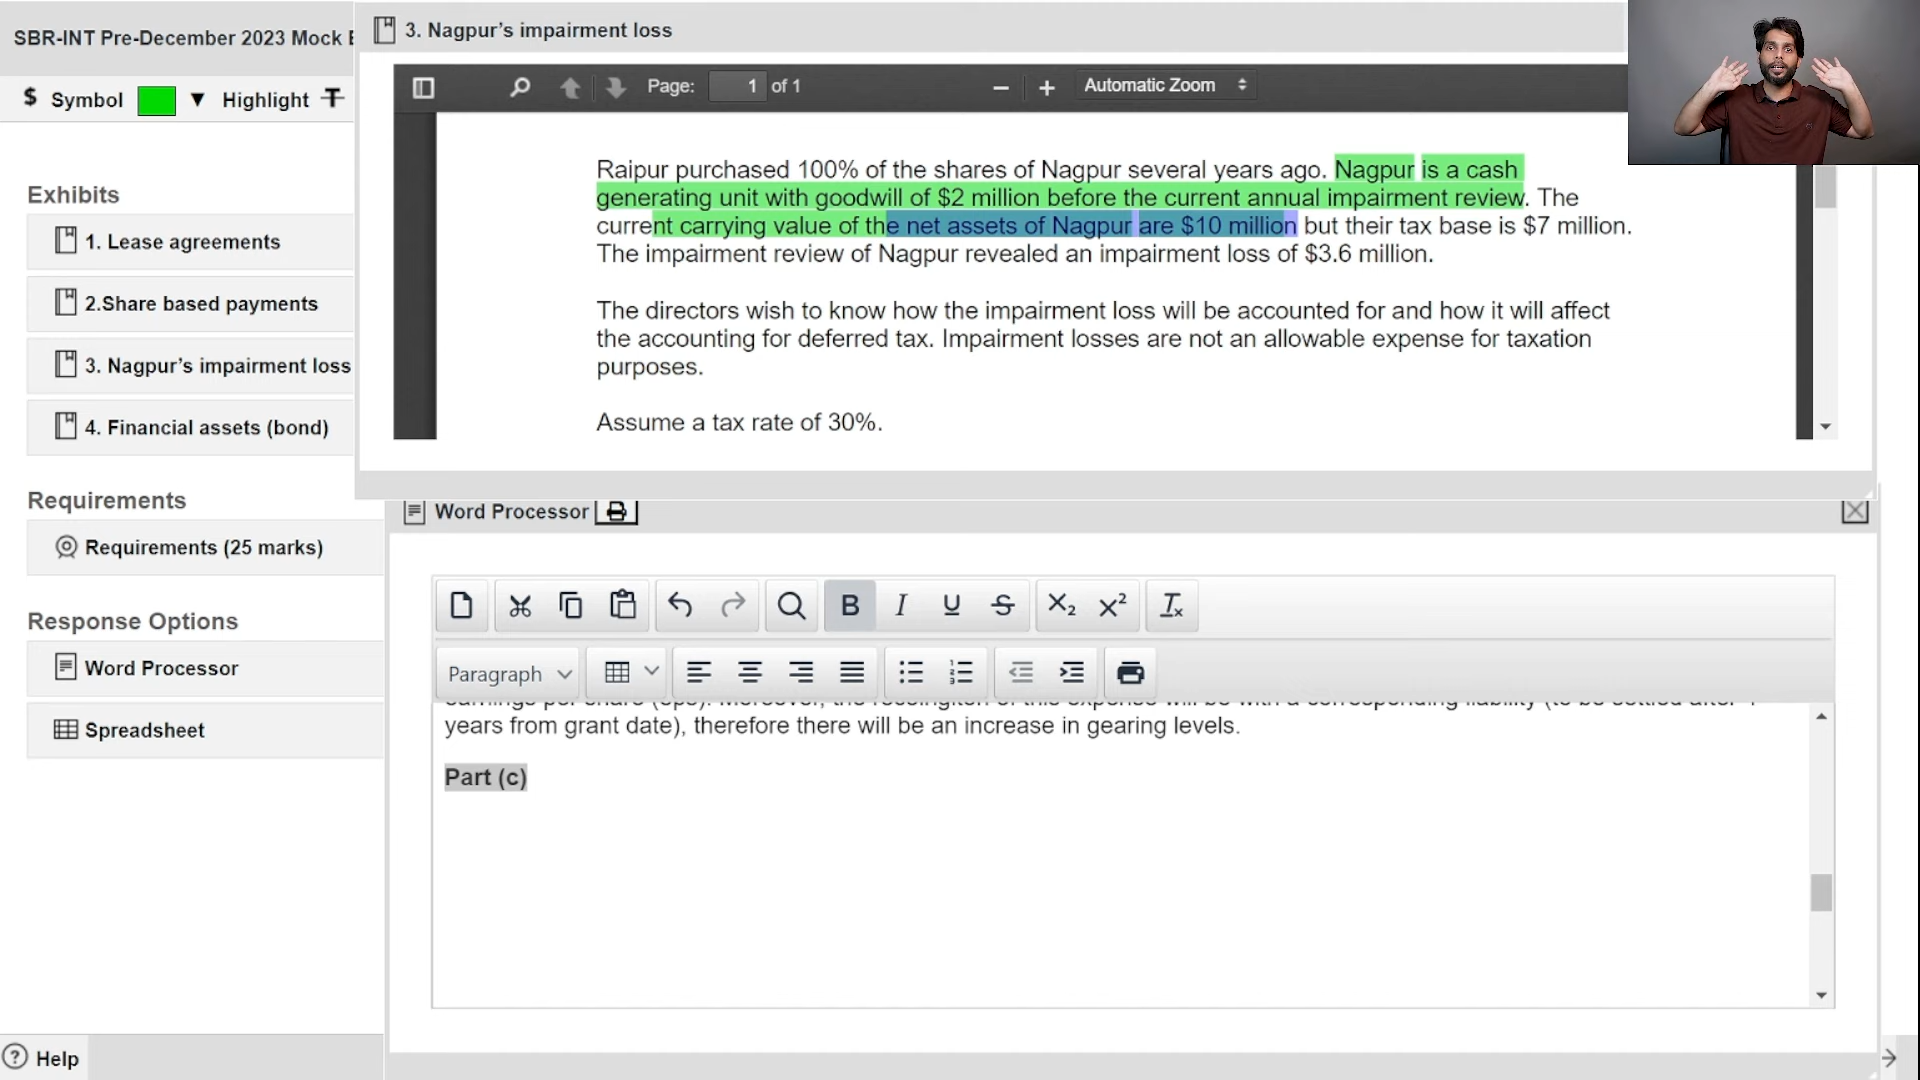 SBR-INT Pre-December 2023 Mock E
$ Symbol ▼ Highlight T
Exhibits
1. Lease agreements
2.Share based payments
3. Nagpur’s impairment loss
4. Financial assets (bond)
Requirements
Requirements (25 marks)
Response Options
Word Processor
Spreadsheet
Help
3. Nagpur’s impairment loss
Page: 1 of 1
Automatic Zoom
Raipur purchased 100% of the shares of Nagpur several years ago. Nagpur is a cash
generating unit with goodwill of $2 million before the current annual impairment review. The
current carrying value of the net assets of Nagpur are $10 million but their tax base is $7 million.
The impairment review of Nagpur revealed an impairment loss of $3.6 million.
The directors wish to know how the impairment loss will be accounted for and how it will affect
the accounting for deferred tax. Impairment losses are not an allowable expense for taxation
purposes.
Assume a tax rate of 30%.
Word Processor
B I U S X₂ X² Tx
Paragraph
years from grant date), therefore there will be an increase in gearing levels.
Part (c)